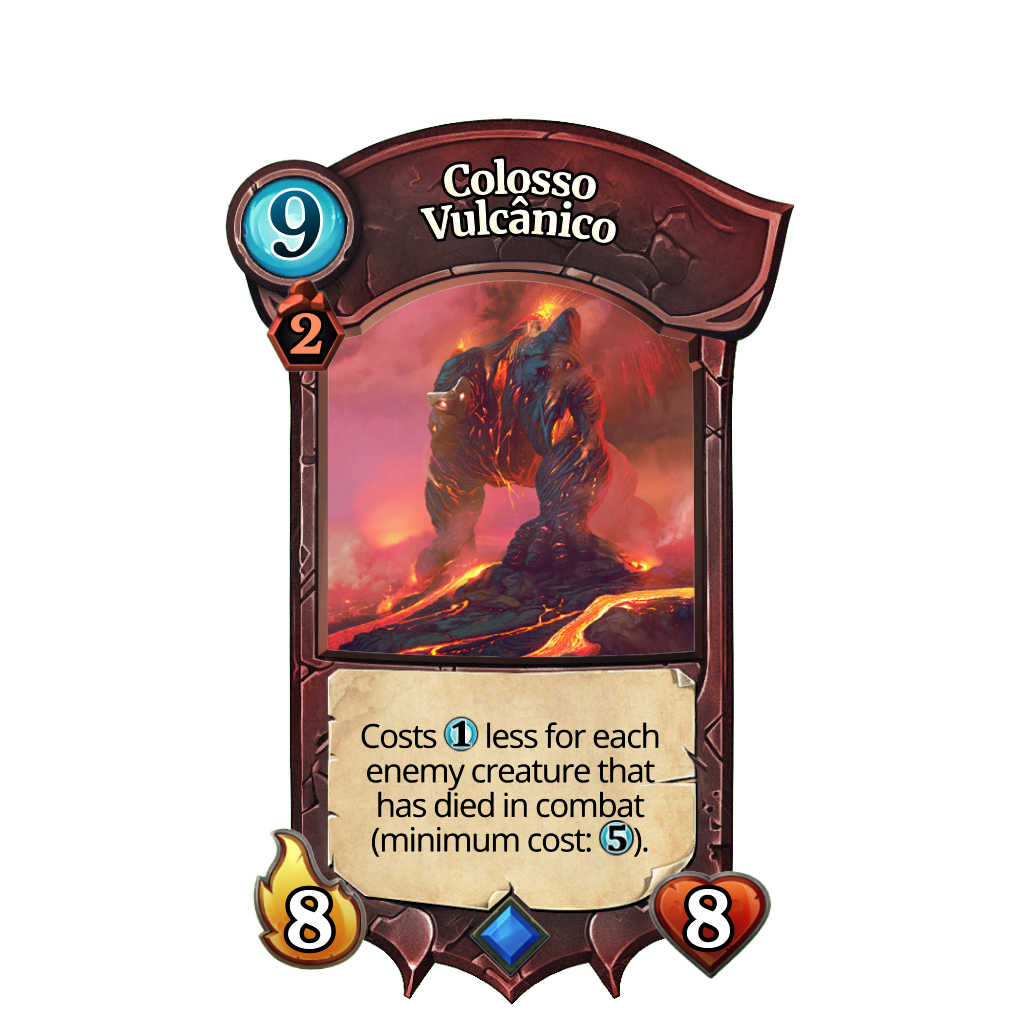 Colosso
Vulcânico
9
2
Costs 1 less for each
enemy creature that
has died in combat
(minimum cost: 5).
8
8